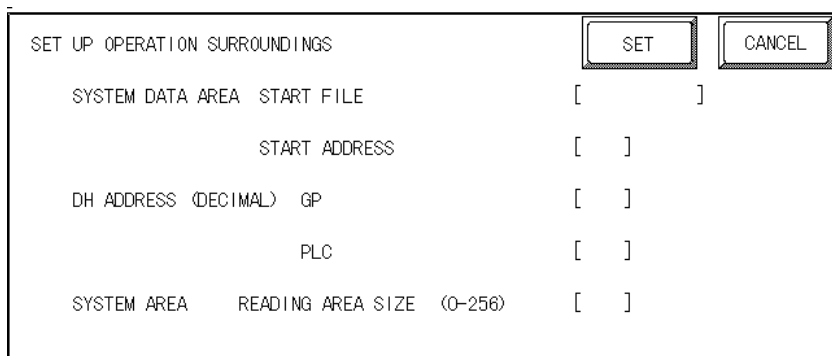 SET UP OPERATION SURROUNDINGS SET CANCEL
SYSTEM DATA AREA START FILE [ ]
START ADDRESS [ ]
DH ADDRESS (DECIMAL) GP [ ]
PLC [ ]
SYSTEM AREA READING AREA SIZE (0-256) [ ]